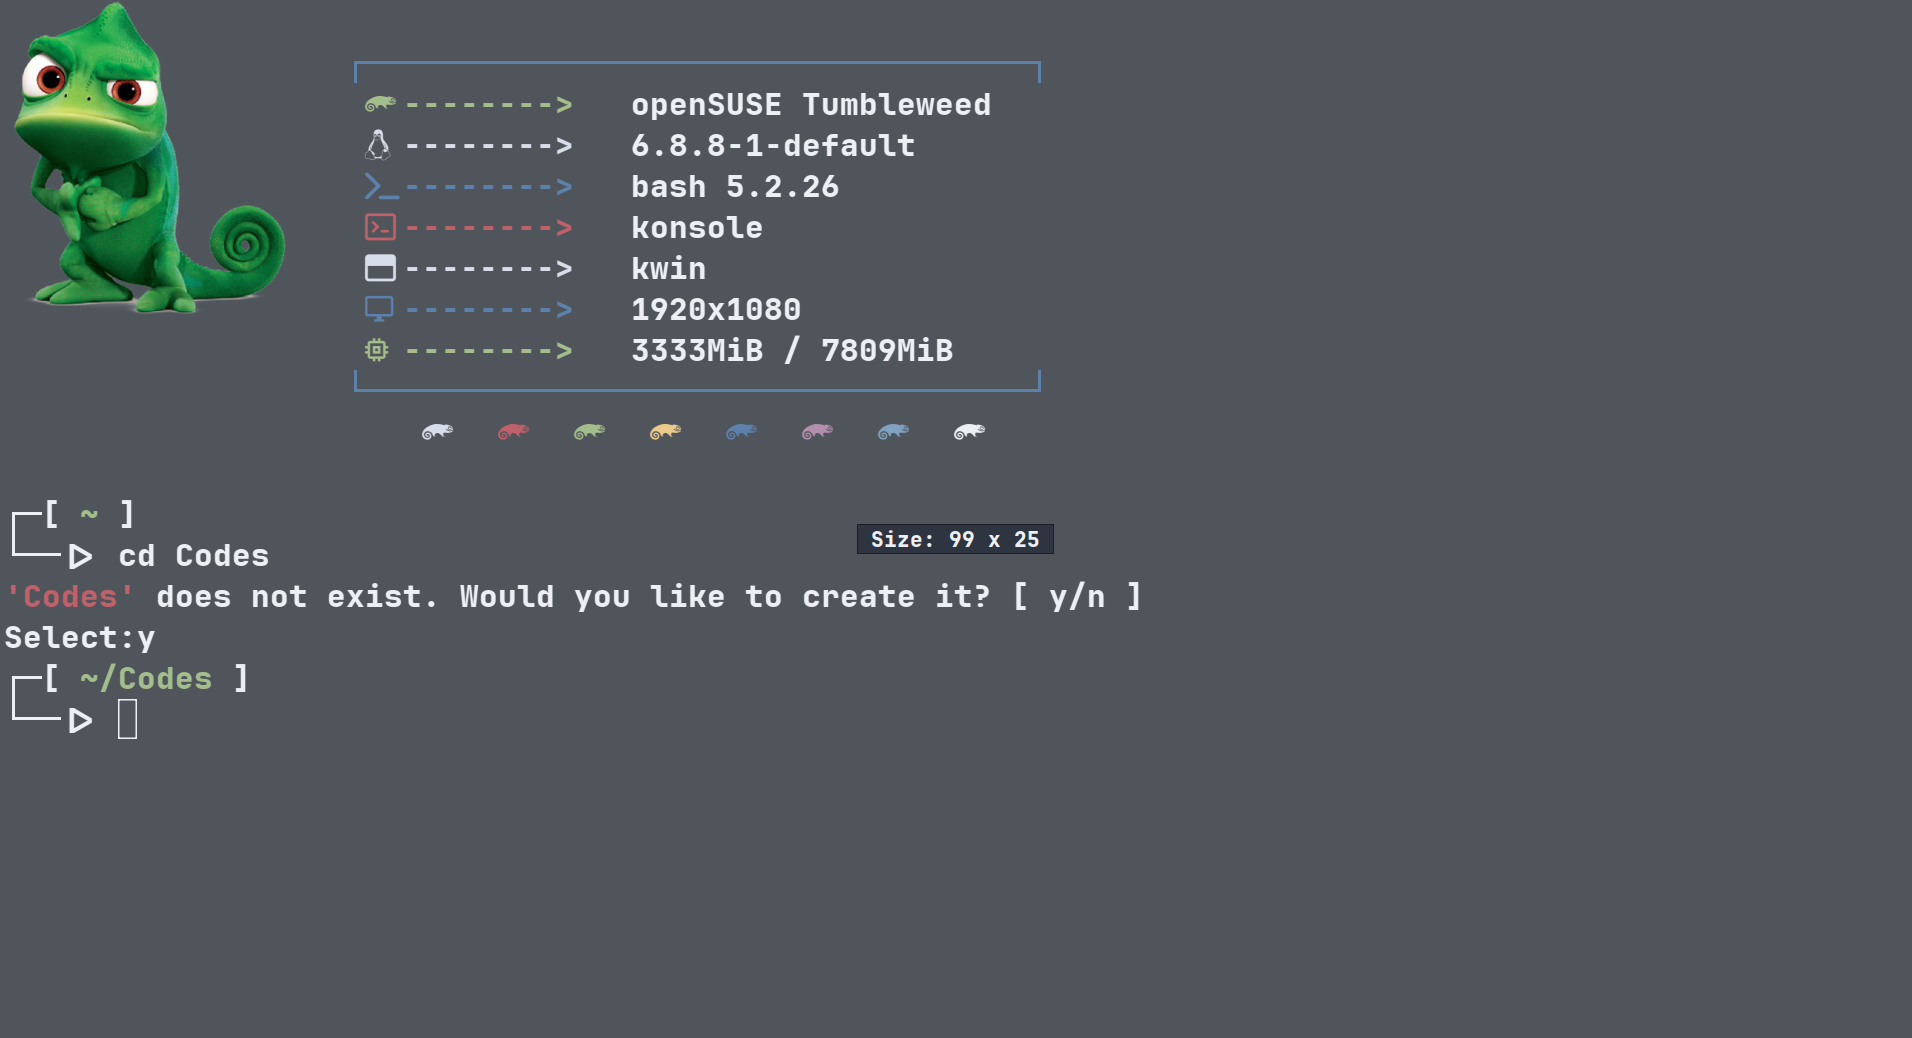 --------> openSUSE Tumbleweed
--------> 6.8.8-1-default
>_--------> bash 5.2.26
--------> konsole
--------> kwin
--------> 1920x1080
--------> 3333MiB / 7809MiB
┌─[ ~ ]
└──▷ cd Codes
Size: 99 x 25
'Codes' does not exist. Would you like to create it? [ y/n ]
Select:y
┌─[ ~/Codes ]
└──▷